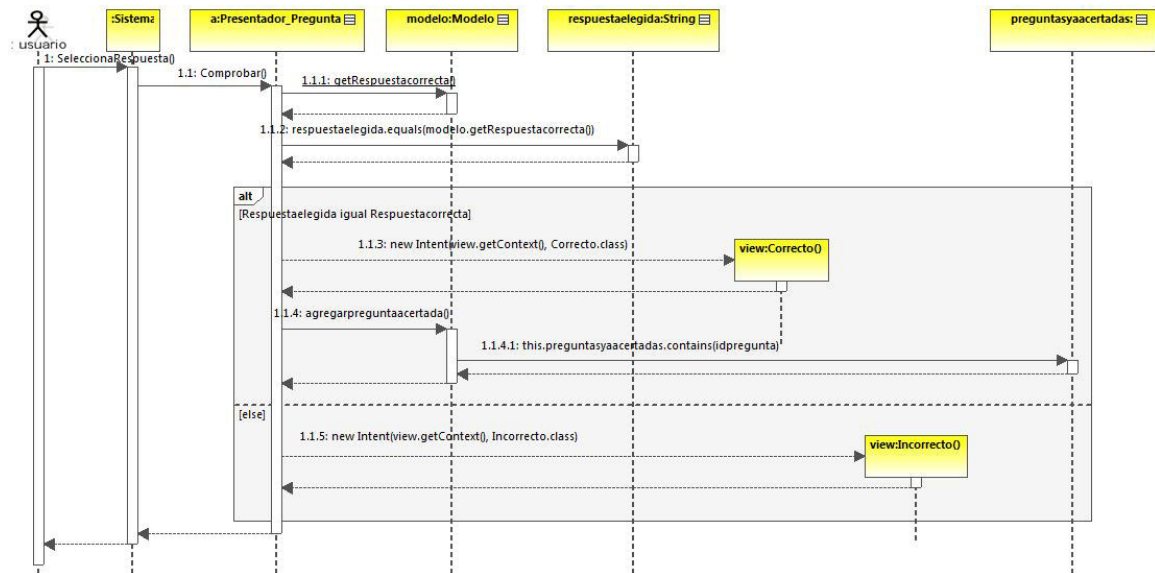 :Sistema
a:Presentador_Pregunta
modelo:Modelo
respuestaelegida:String
preguntasyaacertadas:
: usuario
1: SeleccionaRespuesta()
1.1: Comprobar()
1.1.1: getRespuestacorrecta()
1.1.2: respuestaelegida.equals(modelo.getRespuestacorrecta())
alt
[Respuestaelegida igual Respuestacorrecta]
1.1.3: new Intent(view.getContext(), Correcto.class)
view:Correcto()
1.1.4: agregarpreguntaacertada()
1.1.4.1: this.preguntasyaacertadas.contains(idpregunta)
[else]
1.1.5: new Intent(view.getContext(), Incorrecto.class)
view:Incorrecto()